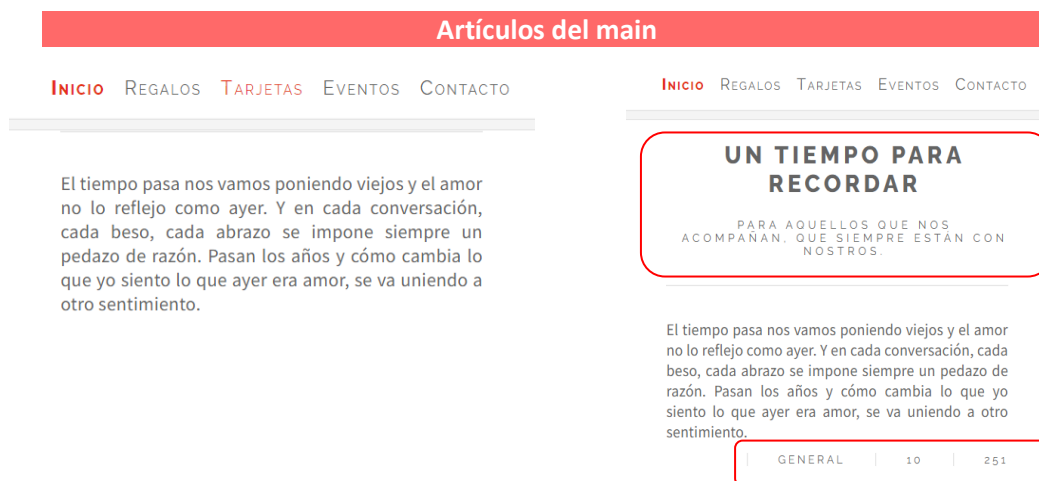 Artículos del main
Inicio Regalos Tarjetas Eventos Contacto
El tiempo pasa nos vamos poniendo viejos y el amor
no lo reflejo como ayer. Y en cada conversación,
cada beso, cada abrazo se impone siempre un
pedazo de razón. Pasan los años y cómo cambia lo
que yo siento lo que ayer era amor, se va uniendo a
otro sentimiento.
Inicio Regalos Tarjetas Eventos Contacto
UN TIEMPO PARA
RECORDAR
PARA AQUELLOS QUE NOS
ACOMPAÑAN, QUE SIEMPRE ESTÁN CON
NOSTROS.
El tiempo pasa nos vamos poniendo viejos y el amor
no lo reflejo como ayer. Y en cada conversación, cada
beso, cada abrazo se impone siempre un pedazo de
razón. Pasan los años y cómo cambia lo que yo
siento lo que ayer era amor, se va uniendo a otro
sentimiento.
GENERAL 10 251